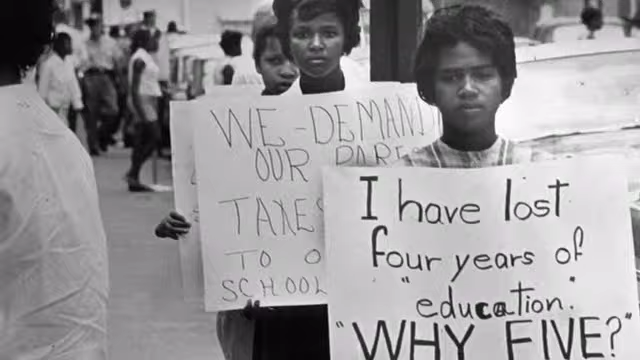 WE-DEMAND
OUR PARE
TAXES
TO O
SCHOOL
I have lost
four years of
"education."
"WHY FIVE?"